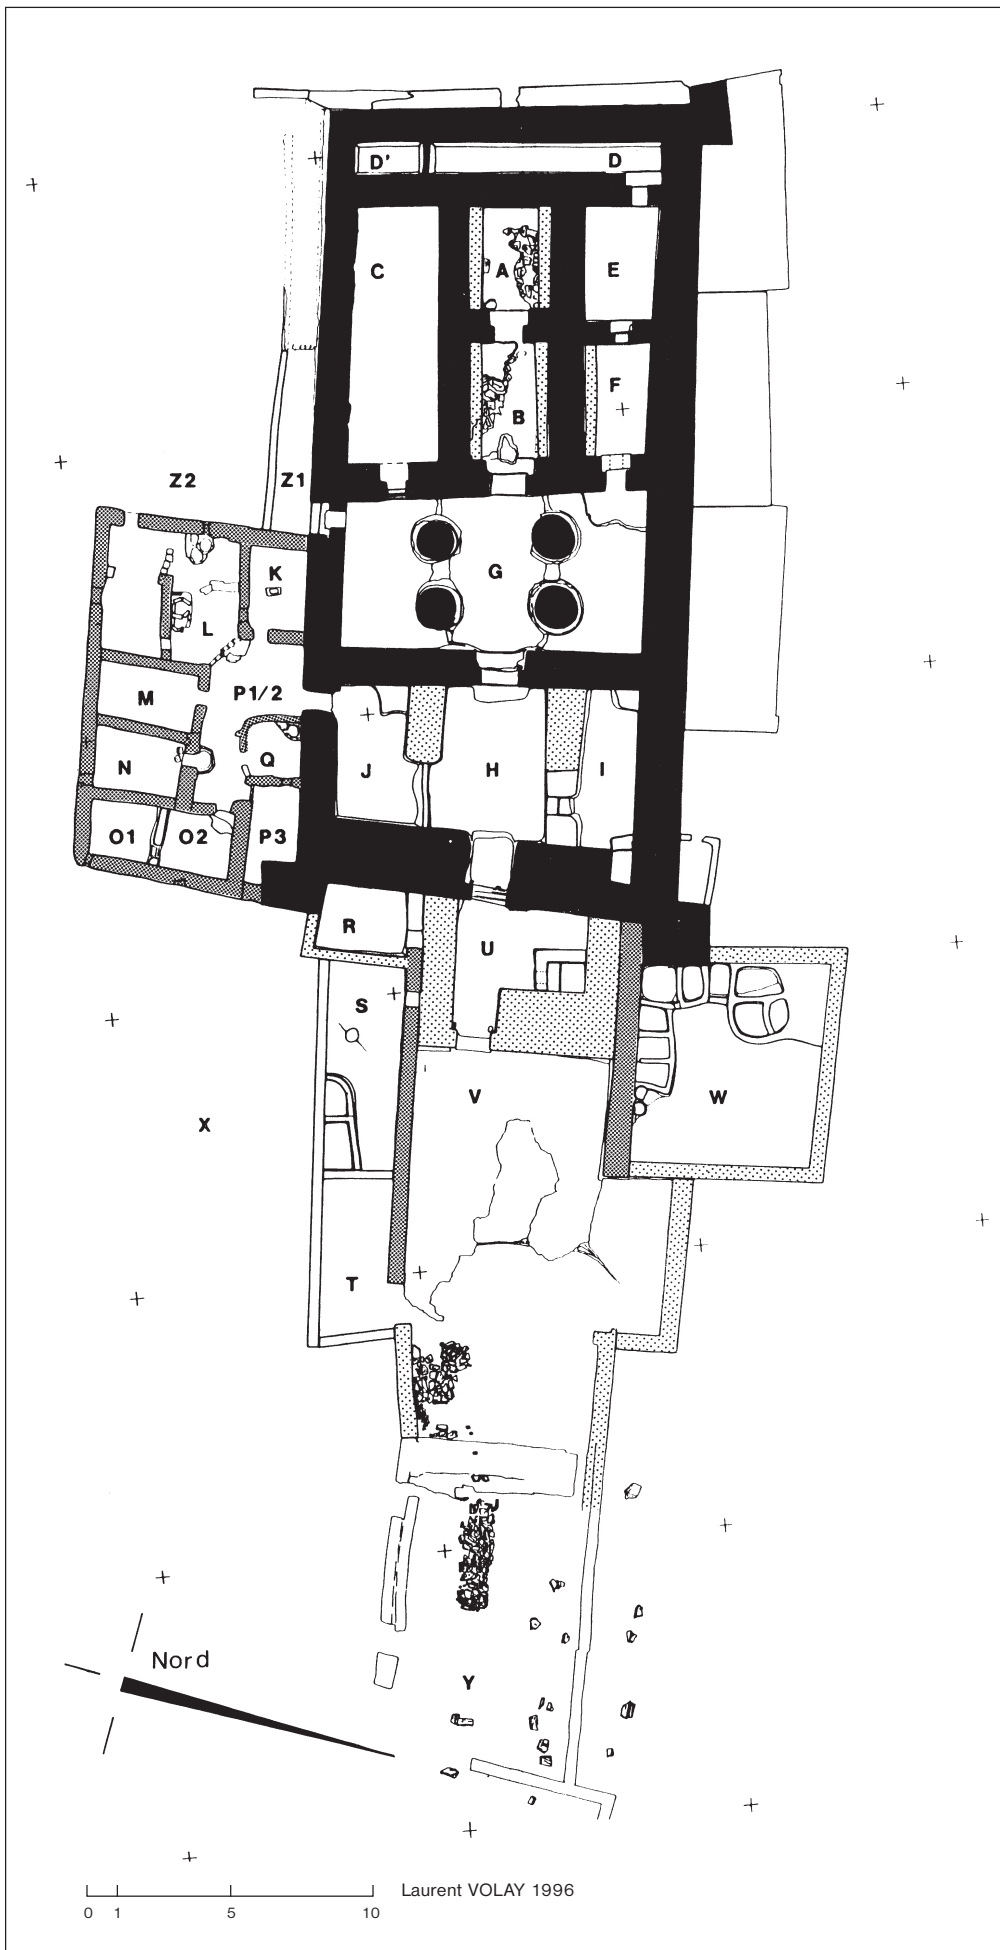 D' D
C A E
F
B
Z2 Z1
K G
L
M P1/2
N Q J H I
O1 O2 P3
R
U
S
V W
X
T
Nord
Y
0 1 5 10
Laurent VOLAY 1996